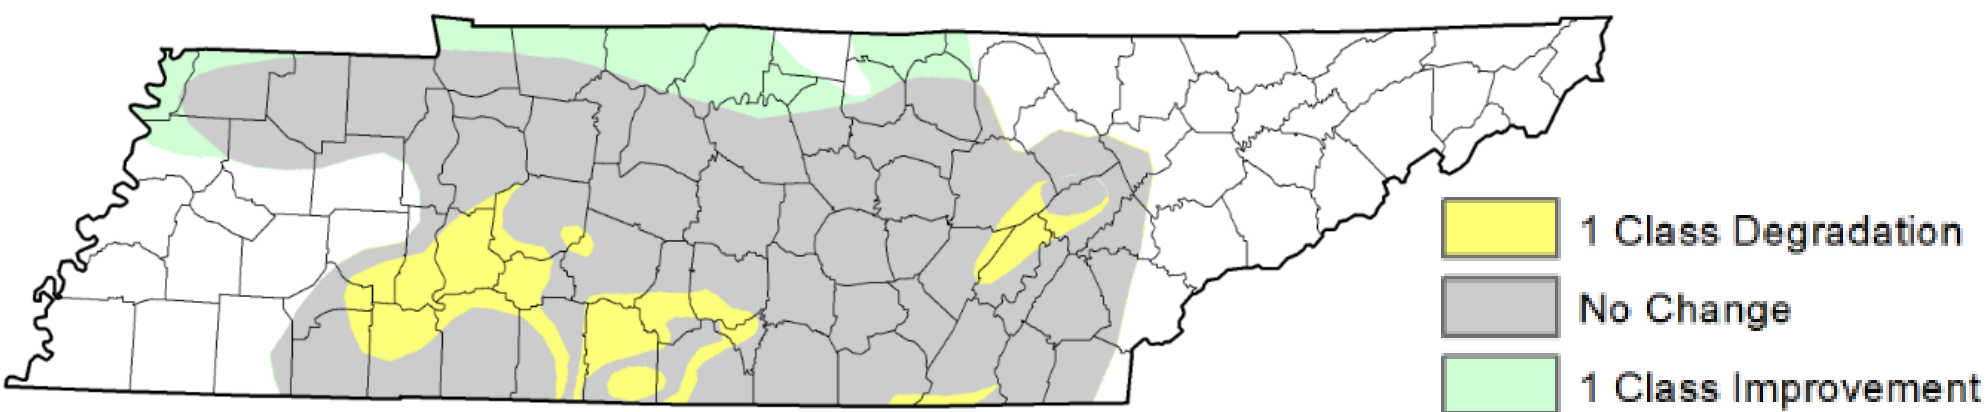 1 Class Degradation
No Change
1 Class Improvement